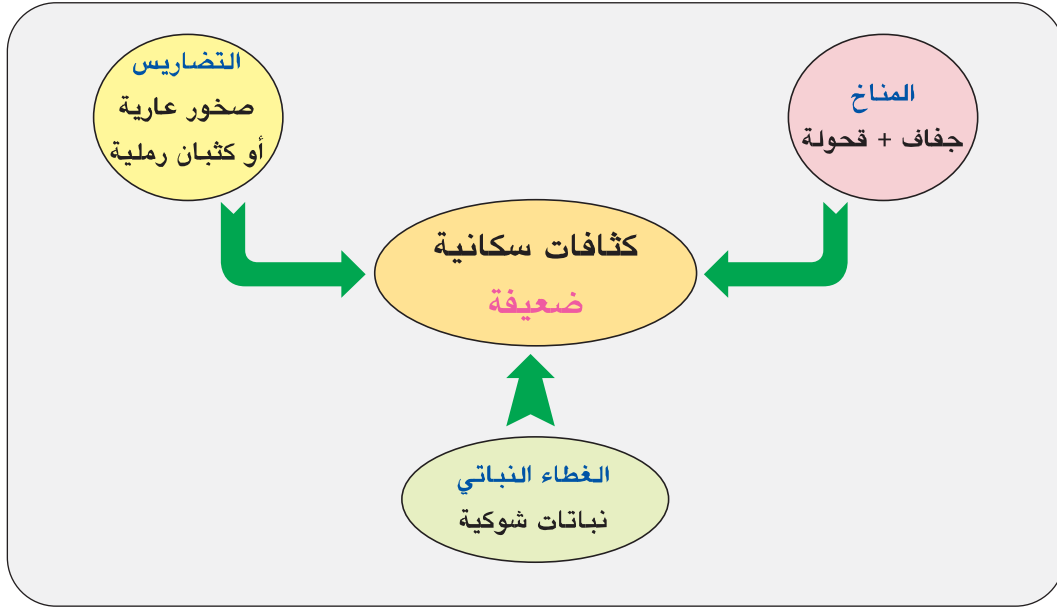 المناخ
جفاف + قحولة
التضاريس
صخور عارية
أو كثبان رملية
كثافات سكانية
ضعيفة
الغطاء النباتي
نباتات شوكية